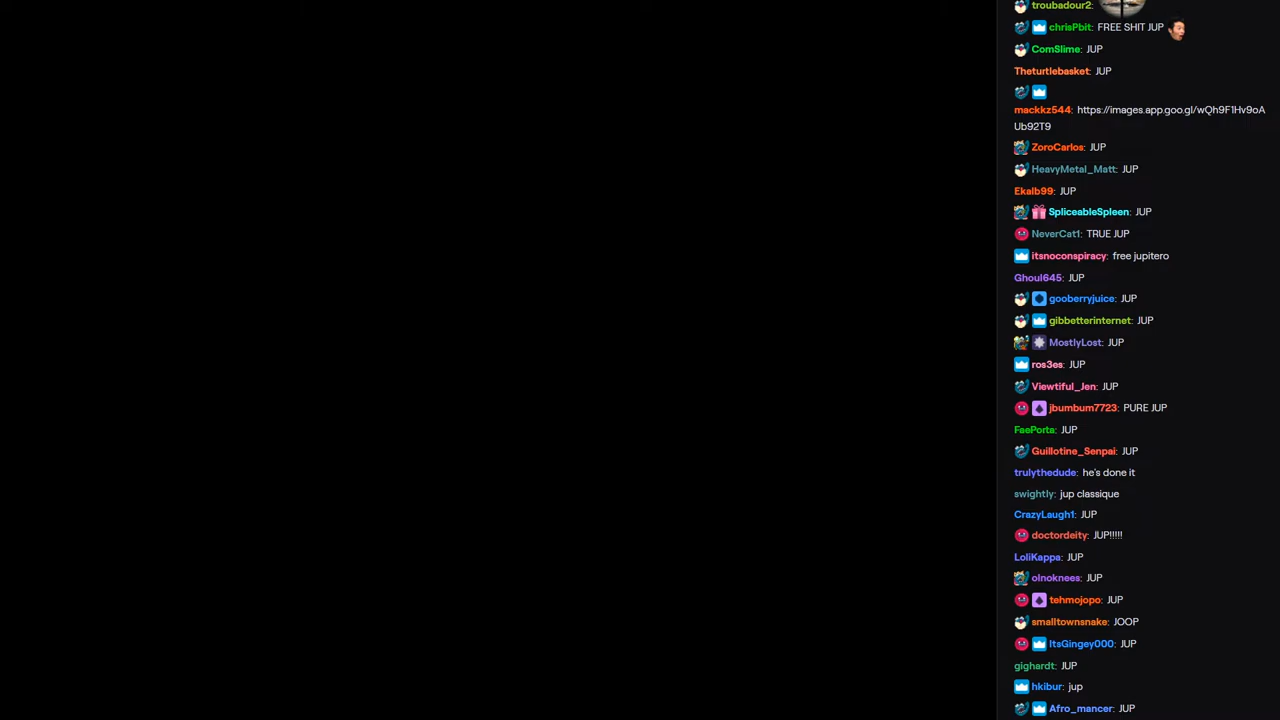 troubadour2:
chrisPbit: FREE SHIT JUP
ComSlime: JUP
Theturtlebasket: JUP
mackkz544: https://images.app.goo.gl/wQh9F1Hv9oA
Ub92T9
ZoroCarlos: JUP
HeavyMetal_Matt: JUP
Ekalb99: JUP
SpliceableSpleen: JUP
NeverCat1: TRUE JUP
itsnoconspiracy: free jupitero
Ghoul645: JUP
gooberryjuice: JUP
gibbetterinternet: JUP
MostlyLost: JUP
ros3es: JUP
Viewtiful_Jen: JUP
jbumbum7723: PURE JUP
FaePorta: JUP
Guillotine_Senpai: JUP
trulythedude: he's done it
swightly: jup classique
CrazyLaugh1: JUP
doctordeity: JUP!!!!!
LoliKappa: JUP
olnoknees: JUP
tehmojopo: JUP
smalltownsnake: JOOP
ItsGingey000: JUP
gighardt: JUP
hkibur: jup
Afro_mancer: JUP